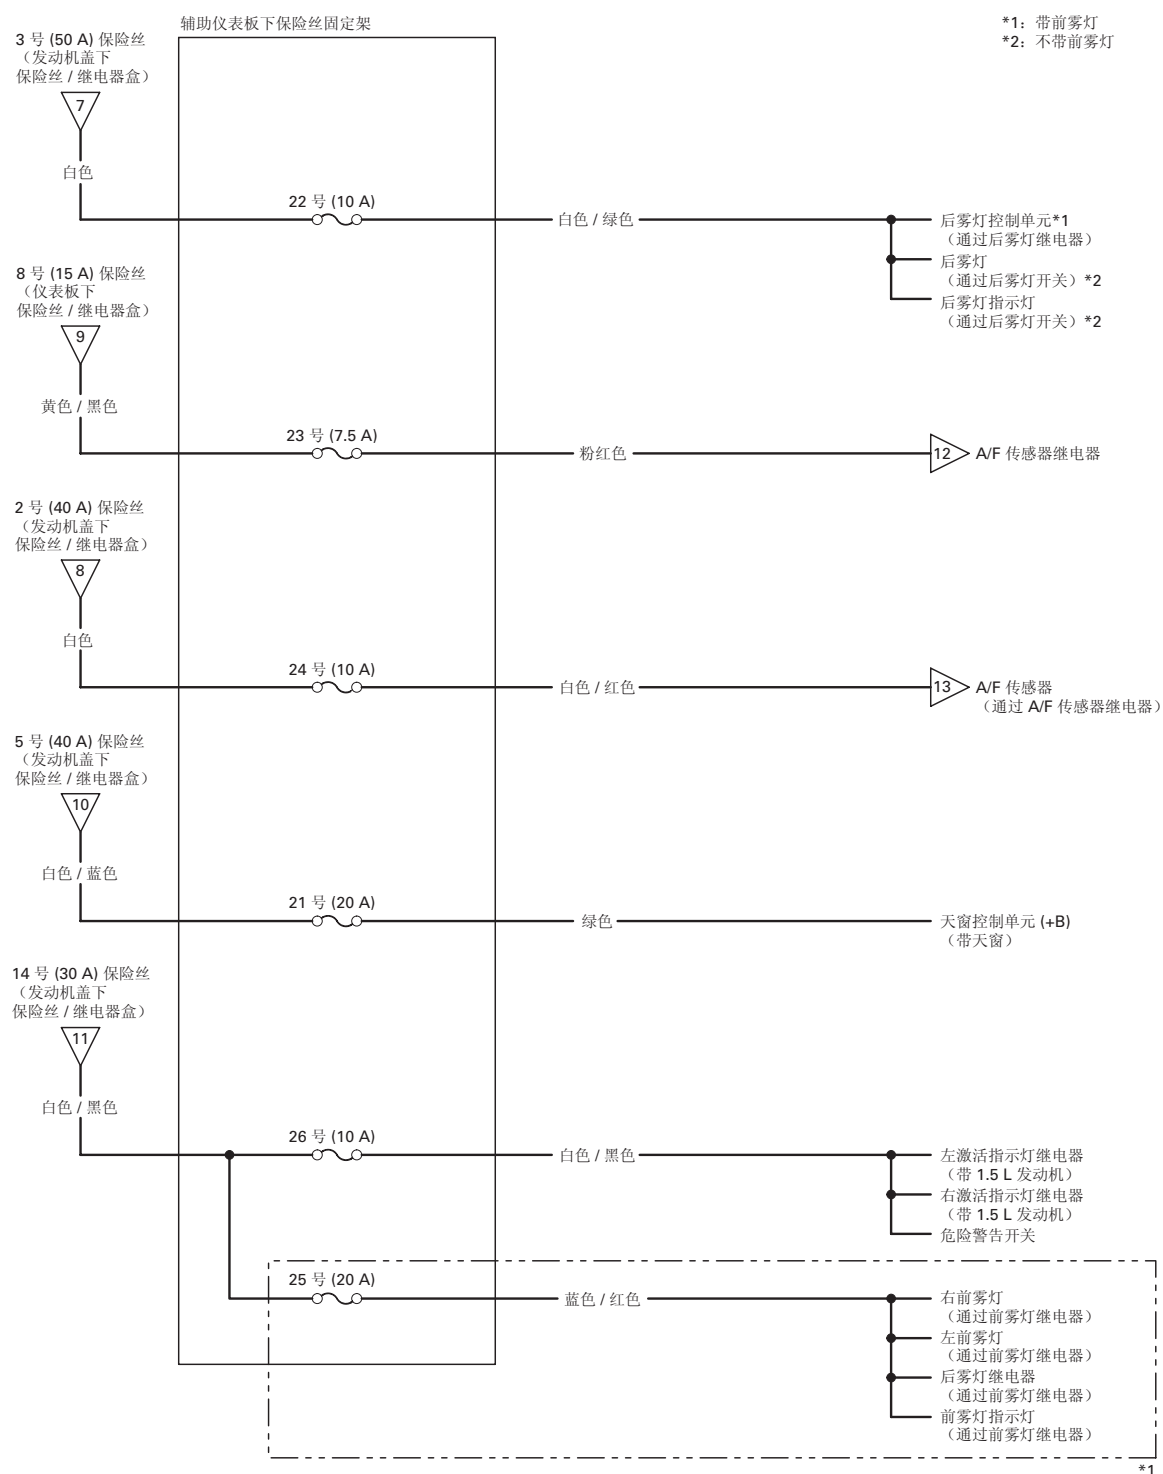 辅助仪表板下保险丝固定架
*1：带前雾灯
*2：不带前雾灯
3 号 (50 A) 保险丝
（发动机盖下
保险丝 / 继电器盒）
7
白色
22 号 (10 A)
白色 / 绿色
后雾灯控制单元*1
（通过后雾灯继电器）
后雾灯
（通过后雾灯开关）*2
后雾灯指示灯
（通过后雾灯开关）*2
8 号 (15 A) 保险丝
（仪表板下
保险丝 / 继电器盒）
9
黄色 / 黑色
23 号 (7.5 A)
粉红色
12
A/F 传感器继电器
2 号 (40 A) 保险丝
（发动机盖下
保险丝 / 继电器盒）
8
白色
24 号 (10 A)
白色 / 红色
13
A/F 传感器
（通过 A/F 传感器继电器）
5 号 (40 A) 保险丝
（发动机盖下
保险丝 / 继电器盒）
10
白色 / 蓝色
21 号 (20 A)
绿色
天窗控制单元 (+B)
（带天窗）
14 号 (30 A) 保险丝
（发动机盖下
保险丝 / 继电器盒）
11
白色 / 黑色
26 号 (10 A)
白色 / 黑色
左激活指示灯继电器
（带 1.5 L 发动机）
右激活指示灯继电器
（带 1.5 L 发动机）
危险警告开关
25 号 (20 A)
蓝色 / 红色
右前雾灯
（通过前雾灯继电器）
左前雾灯
（通过前雾灯继电器）
后雾灯继电器
（通过前雾灯继电器）
前雾灯指示灯
（通过前雾灯继电器）
*1